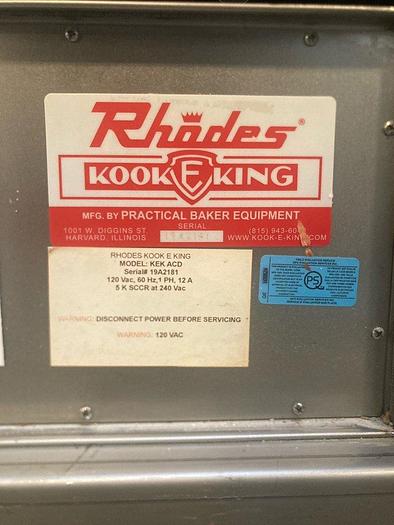 Rhodes®
KOOK E KING
MFG. BY PRACTICAL BAKER EQUIPMENT
SERIAL
1001 W. DIGGINS ST.
HARVARD, ILLINOIS
(815) 943-60
WWW.KOOK-E-KING.COM
RHODES KOOK E KING
MODEL: KEK ACD
Serial# 19A2181
120 Vac, 60 Hz,1 PH, 12 A
5 K SCCR at 240 Vac
WARNING: DISCONNECT POWER BEFORE SERVICING
WARNING: 120 VAC
PS